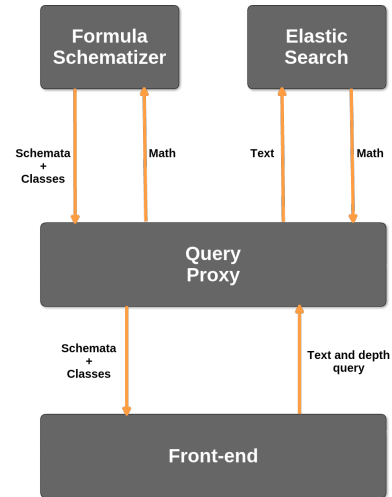 Formula
Schematizer
Elastic
Search
Schemata
+
Classes
Math
Text
Math
Query
Proxy
Schemata
+
Classes
Text and depth
query
Front-end